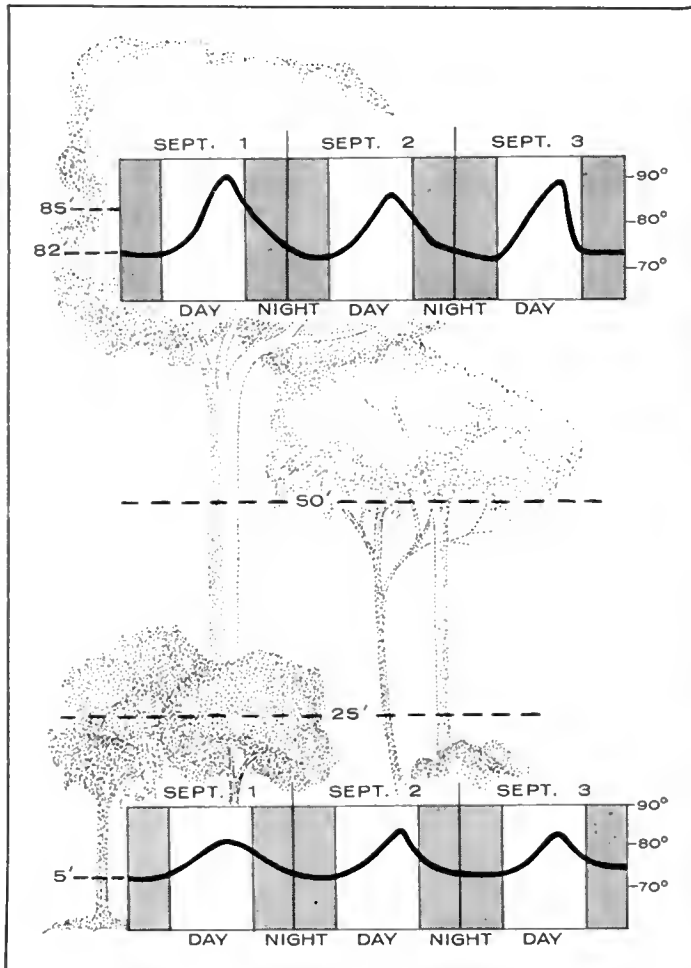 SEPT. 1 SEPT. 2 SEPT. 3
90°
85'
80°
82'
70°
DAY NIGHT DAY NIGHT DAY
50'
25'
SEPT. 1 SEPT. 2 SEPT. 3
90°
80°
5'
70°
DAY NIGHT DAY NIGHT DAY